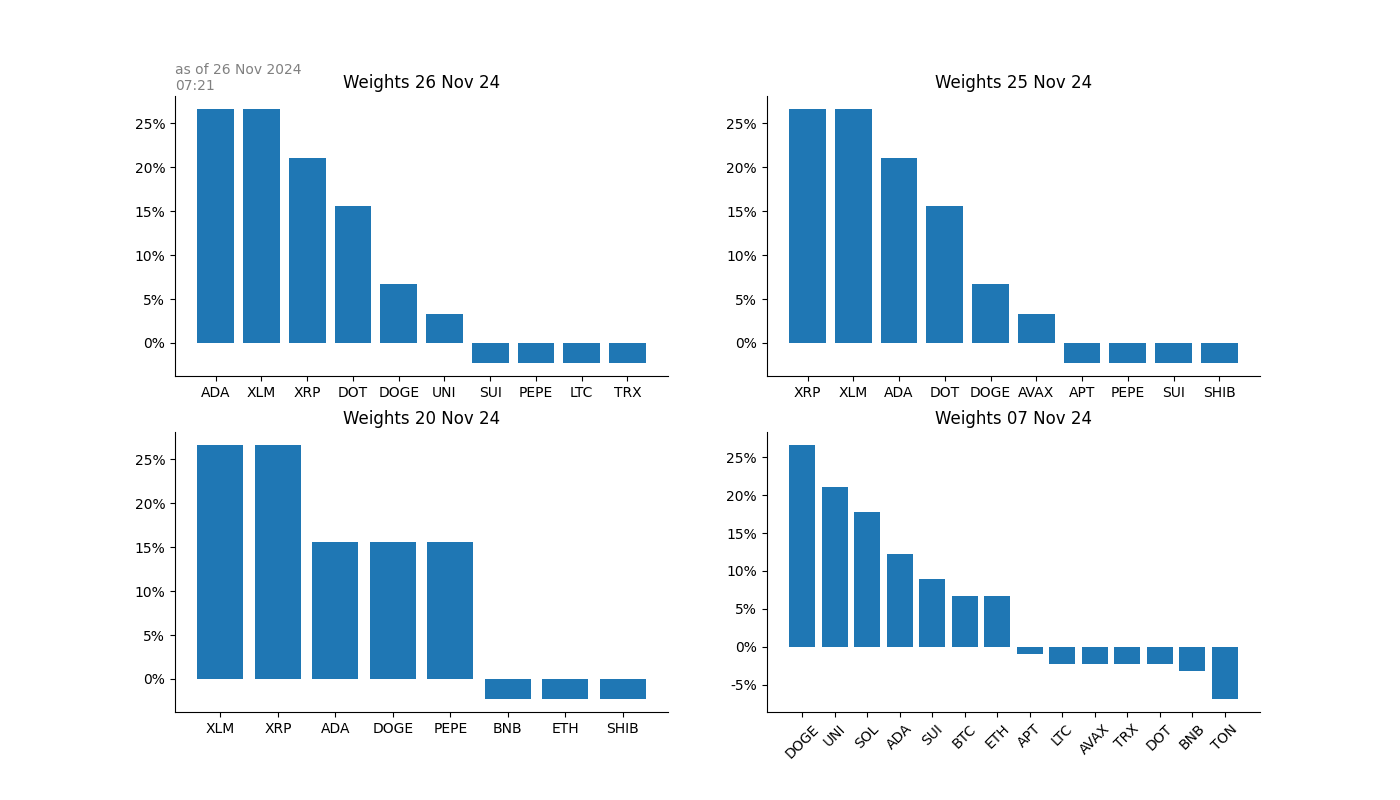 as of 26 Nov 2024
07:21
Weights 26 Nov 24
25%
20%
15%
10%
5%
0%
ADA XLM XRP DOT DOGE UNI SUI PEPE LTC TRX
Weights 25 Nov 24
25%
20%
15%
10%
5%
0%
XRP XLM ADA DOT DOGE AVAX APT PEPE SUI SHIB
Weights 20 Nov 24
25%
20%
15%
10%
5%
0%
XLM XRP ADA DOGE PEPE BNB ETH SHIB
Weights 07 Nov 24
25%
20%
15%
10%
5%
0%
-5%
DOGE UNI SOL ADA SUI BTC ETH APT LTC AVAX TRX DOT BNB TON